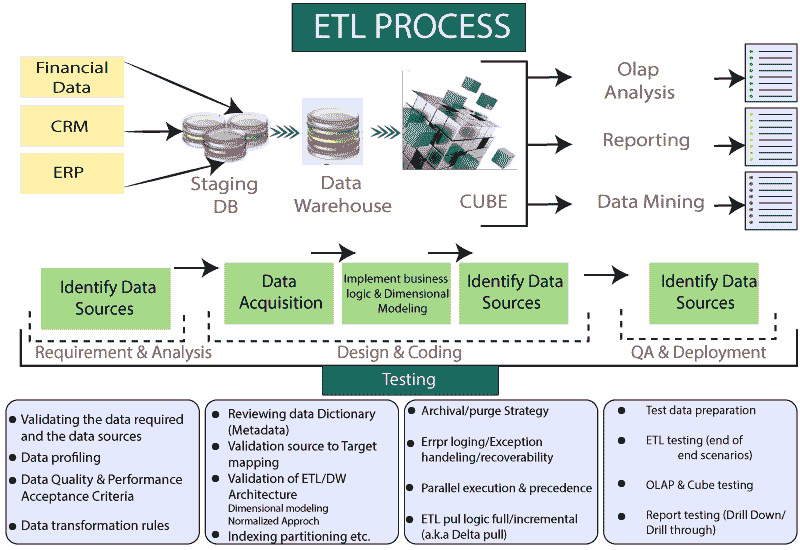 ETL PROCESS
Financial
Data
CRM
ERP
Staging
DB
Data
Warehouse
CUBE
Olap
Analysis
Reporting
Data Mining
Identify Data
Sources
Data
Acquisition
Implement business
logic & Dimensional
Modeling
Identify Data
Sources
Identify Data
Sources
Requirement & Analysis
Design & Coding
QA & Deployment
Testing
Validating the data required
and the data sources
Data profiling
Data Quality & Performance
Acceptance Criteria
Data transformation rules
Reviewing data Dictionary
(Metadata)
Validation source to Target
mapping
Validation of ETL/DW
Architecture
Dimensional modeling
Normalized Approch
Indexing partitioning etc.
Archival/purge Strategy
Errpr loging/Exception
handeling/recoverability
Parallel execution & precedence
ETL pul logic full/incremental
(a.k.a Delta pull)
Test data preparation
ETL testing (end of
end scenarios)
OLAP & Cube testing
Report testing (Drill Down/
Drill through)